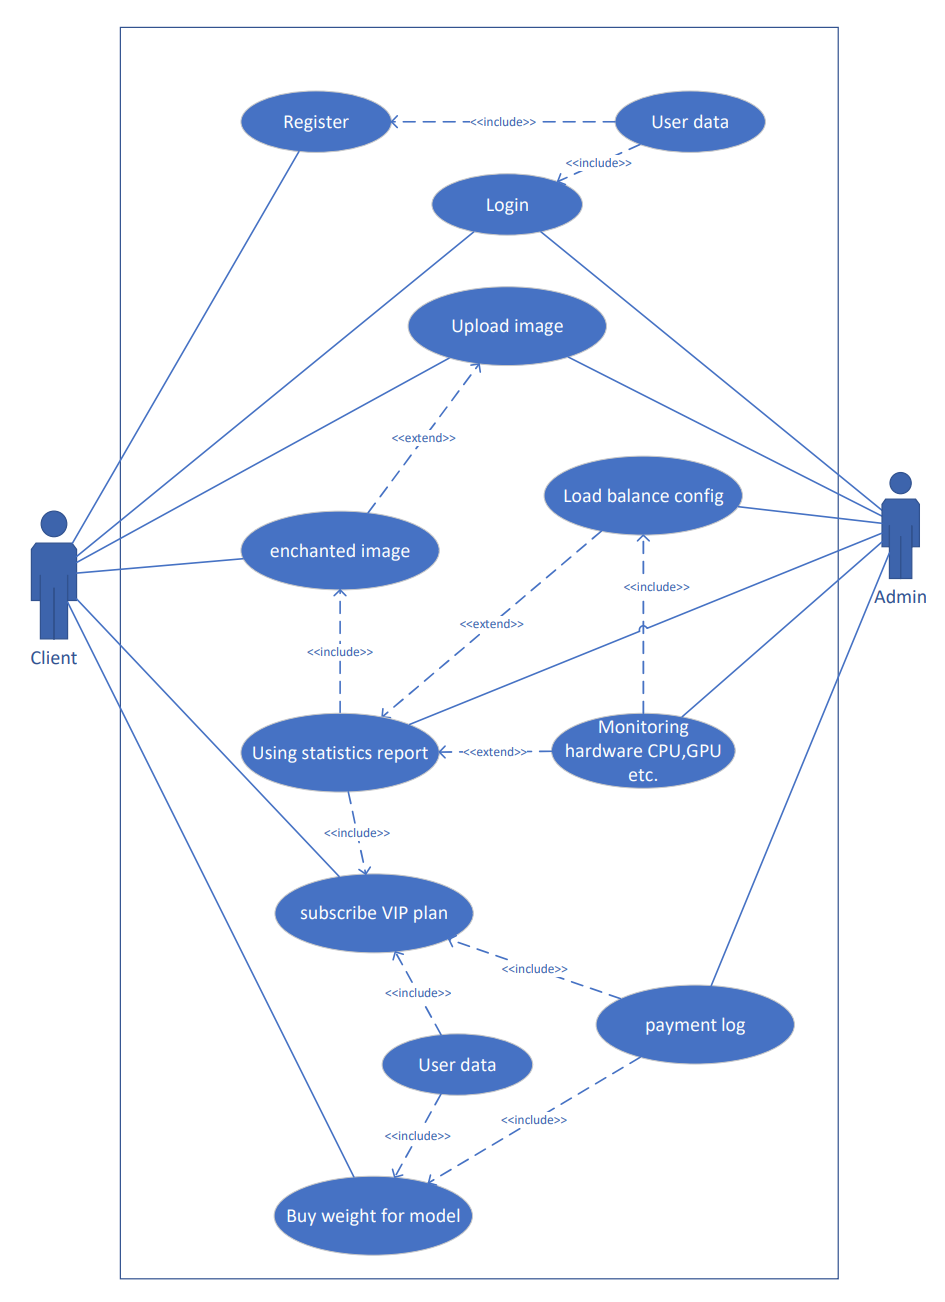 Register
<<include>>
User data
<<include>>
Login
Upload image
<<extend>>
Load balance config
enchanted image
<<include>>
Admin
<<extend>>
Client
<<include>>
Using statistics report
<<extend>>
Monitoring
hardware CPU,GPU
etc.
<<include>>
subscribe VIP plan
<<include>>
<<include>>
payment log
User data
<<include>>
<<include>>
Buy weight for model